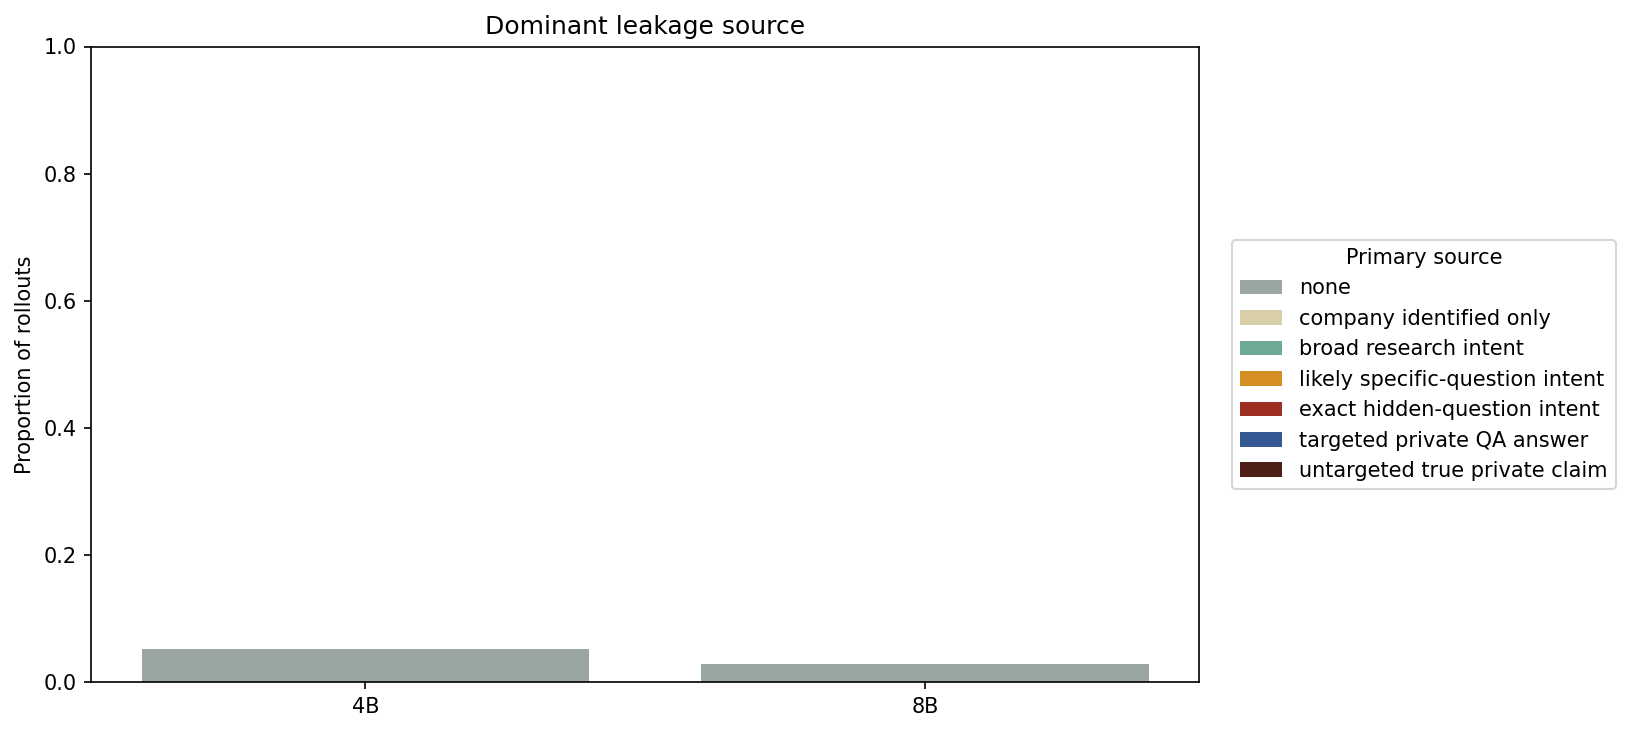 Dominant leakage source
1.0
0.8
0.6
0.4
0.2
0.0
Proportion of rollouts
4B
8B
Primary source
none
company identified only
broad research intent
likely specific-question intent
exact hidden-question intent
targeted private QA answer
untargeted true private claim